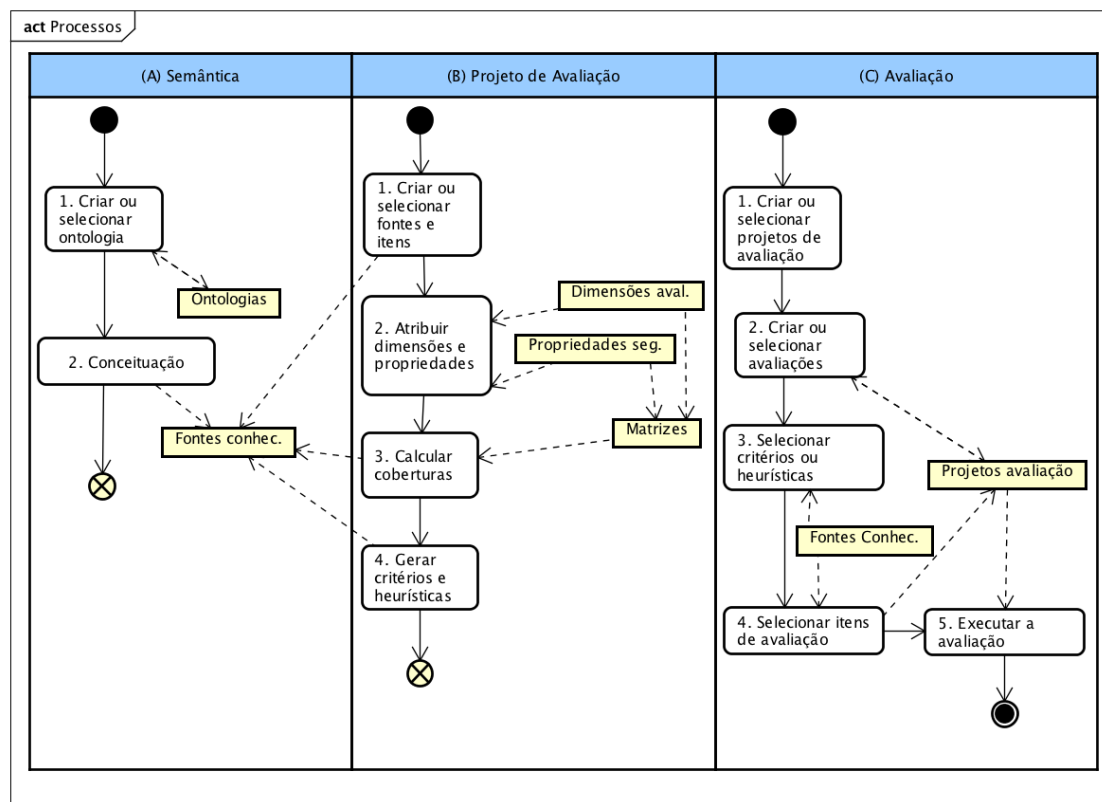 act Processos
(A) Semântica
(B) Projeto de Avaliação
(C) Avaliação
1. Criar ou
selecionar
ontologia
Ontologias
2. Conceituação
Fontes conhec.
1. Criar ou
selecionar
fontes e
itens
Dimensões aval.
2. Atribuir
dimensões e
propriedades
Propriedades seg.
Matrizes
3. Calcular
coberturas
4. Gerar
critérios e
heurísticas
1. Criar ou
selecionar
projetos de
avaliação
2. Criar ou
selecionar
avaliações
3. Selecionar
critérios ou
heurísticas
Projetos avaliação
Fontes Conhec.
4. Selecionar itens
de avaliação
5. Executar a
avaliação